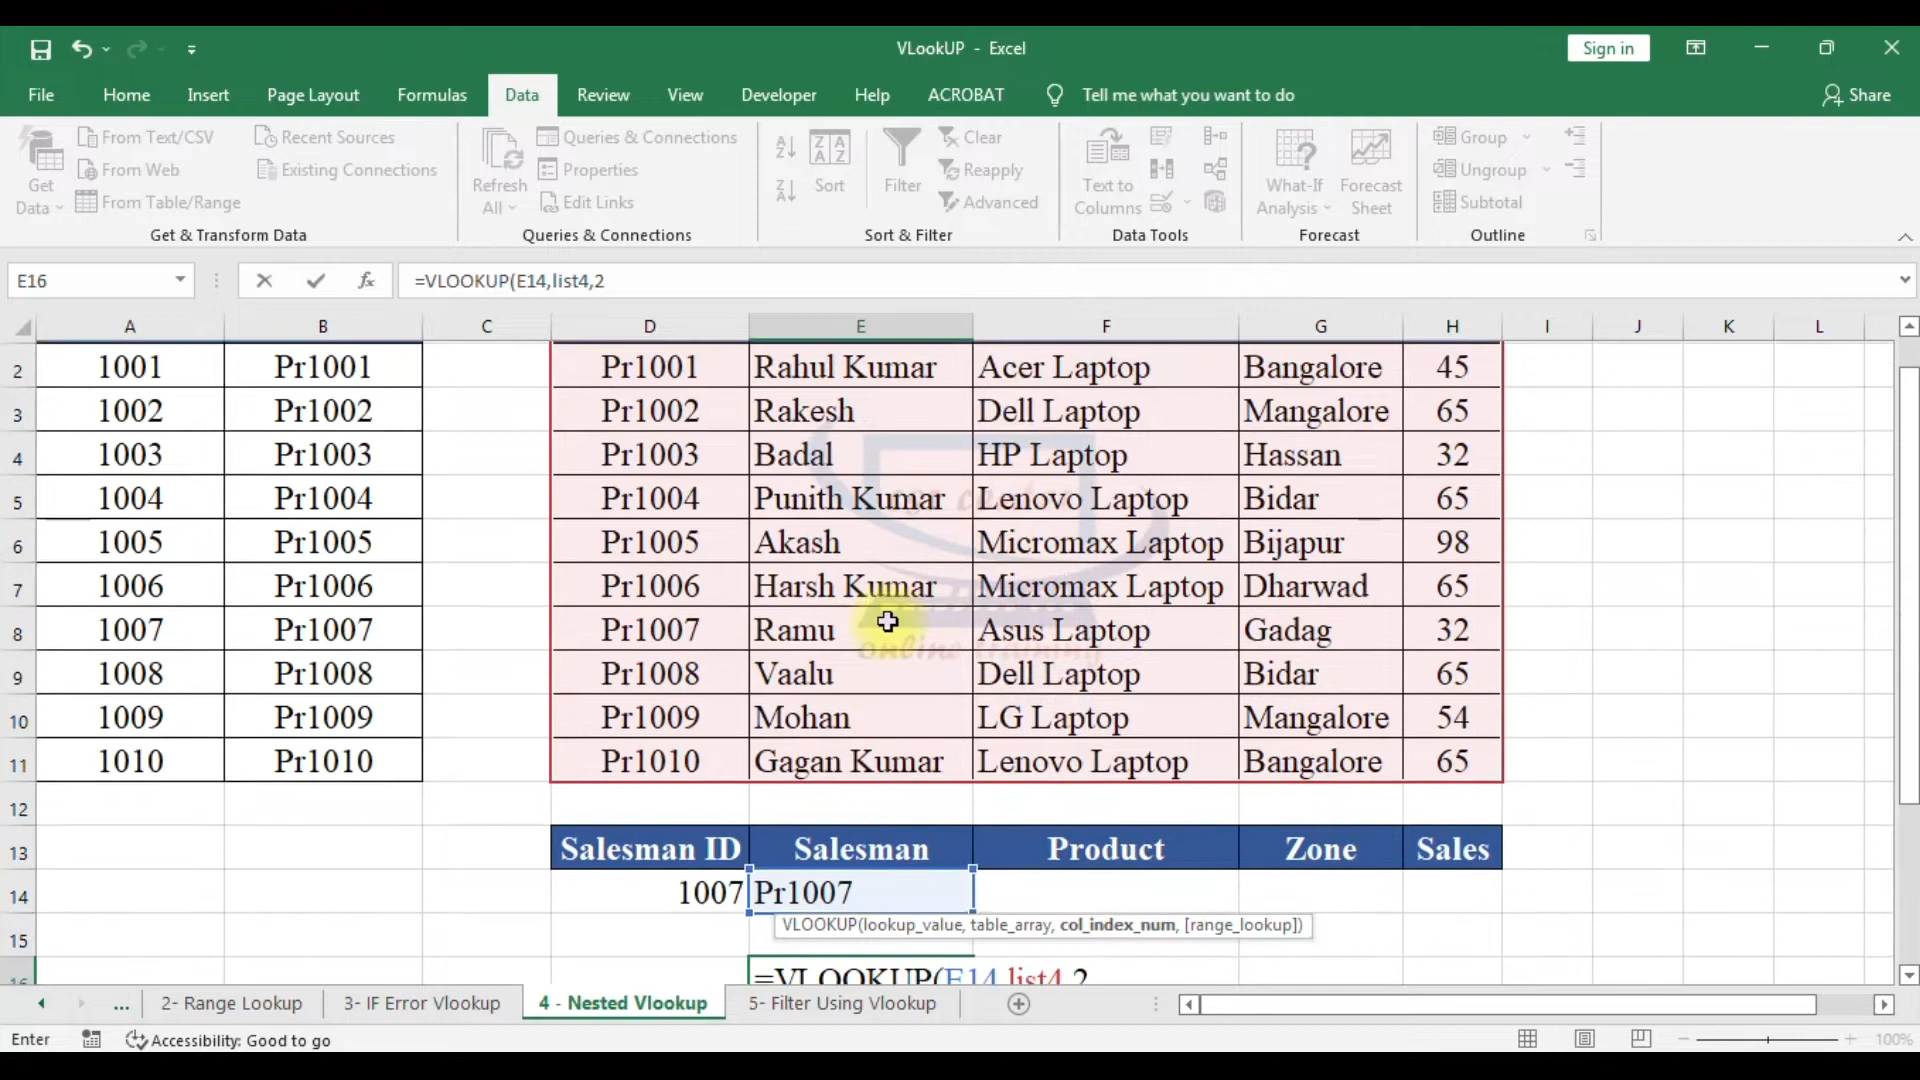 VLookUP - Excel
Sign in
File Home Insert Page Layout Formulas Data Review View Developer Help ACROBAT Tell me what you want to do Share
Get Data
From Text/CSV
From Web
From Table/Range
Recent Sources
Existing Connections
Get & Transform Data
Refresh All
Queries & Connections
Properties
Edit Links
Queries & Connections
Sort
Filter
Clear
Reapply
Advanced
Sort & Filter
Text to Columns
Data Tools
What-If Analysis
Forecast Sheet
Forecast
Group
Ungroup
Subtotal
Outline
E16 fx =VLOOKUP(E14,list4,2
A B C D E F G H I J K L
2 1001 Pr1001 Pr1001 Rahul Kumar Acer Laptop Bangalore 45
3 1002 Pr1002 Pr1002 Rakesh Dell Laptop Mangalore 65
4 1003 Pr1003 Pr1003 Badal HP Laptop Hassan 32
5 1004 Pr1004 Pr1004 Punith Kumar Lenovo Laptop Bidar 65
6 1005 Pr1005 Pr1005 Akash Micromax Laptop Bijapur 98
7 1006 Pr1006 Pr1006 Harsh Kumar Micromax Laptop Dharwad 65
8 1007 Pr1007 Pr1007 Ramu Asus Laptop Gadag 32
online training
9 1008 Pr1008 Pr1008 Vaalu Dell Laptop Bidar 65
10 1009 Pr1009 Pr1009 Mohan LG Laptop Mangalore 54
11 1010 Pr1010 Pr1010 Gagan Kumar Lenovo Laptop Bangalore 65
12
13 Salesman ID Salesman Product Zone Sales
14 1007 Pr1007
VLOOKUP(lookup_value, table_array, col_index_num, [range_lookup])
15
16 =VLOOKUP(E14,list4,2
... 2- Range Lookup 3- IF Error Vlookup 4 - Nested Vlookup 5- Filter Using Vlookup
Enter Accessibility: Good to go 100%